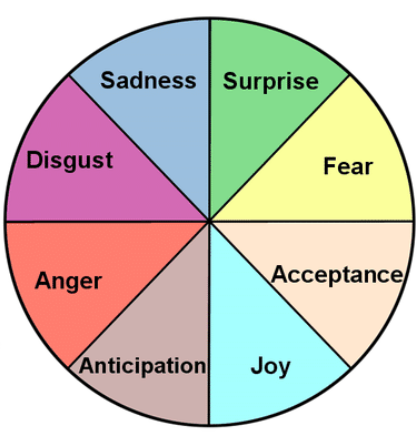 Sadness
Surprise
Disgust
Fear
Anger
Acceptance
Anticipation
Joy